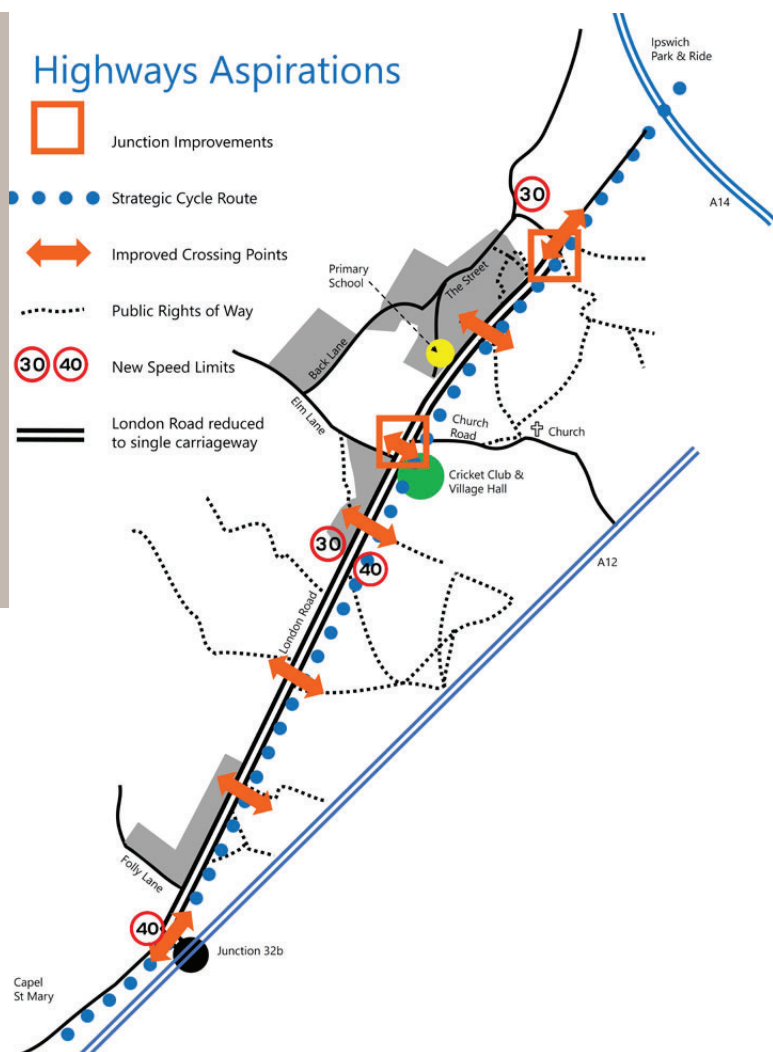 Highways Aspirations
Junction Improvements
Strategic Cycle Route
Improved Crossing Points
Public Rights of Way
30 40 New Speed Limits
London Road reduced
to single carriageway
Ipswich
Park & Ride
A14
30
Primary
School
The Street
Back Lane
Elm Lane
Church
Road
Church
Cricket Club &
Village Hall
30
40
A12
London Road
Folly Lane
40
Junction 32b
Capel
St Mary